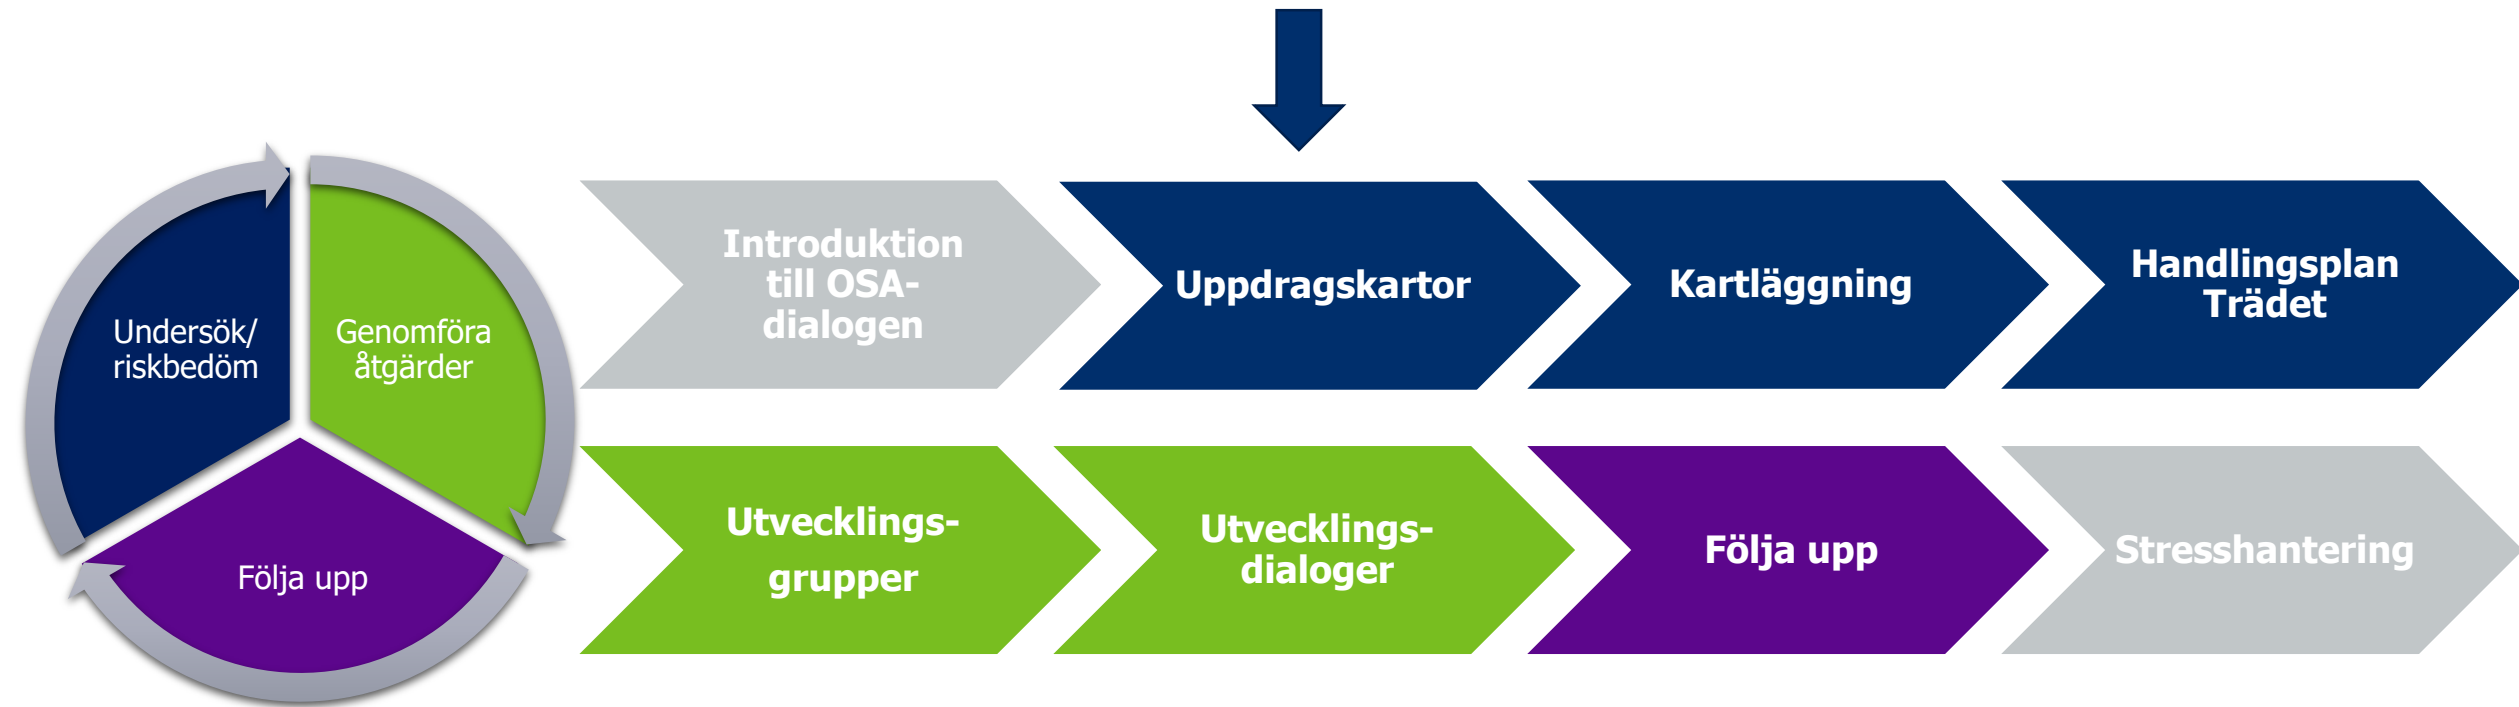 Undersök/
riskbedöm
Genomföra
åtgärder
Följa upp
Introduktion
till OSA-
dialogen
Uppdragskartor
Kartläggning
Handlingsplan
Trädet
Utvecklings-
grupper
Utvecklings-
dialoger
Följa upp
Stresshantering